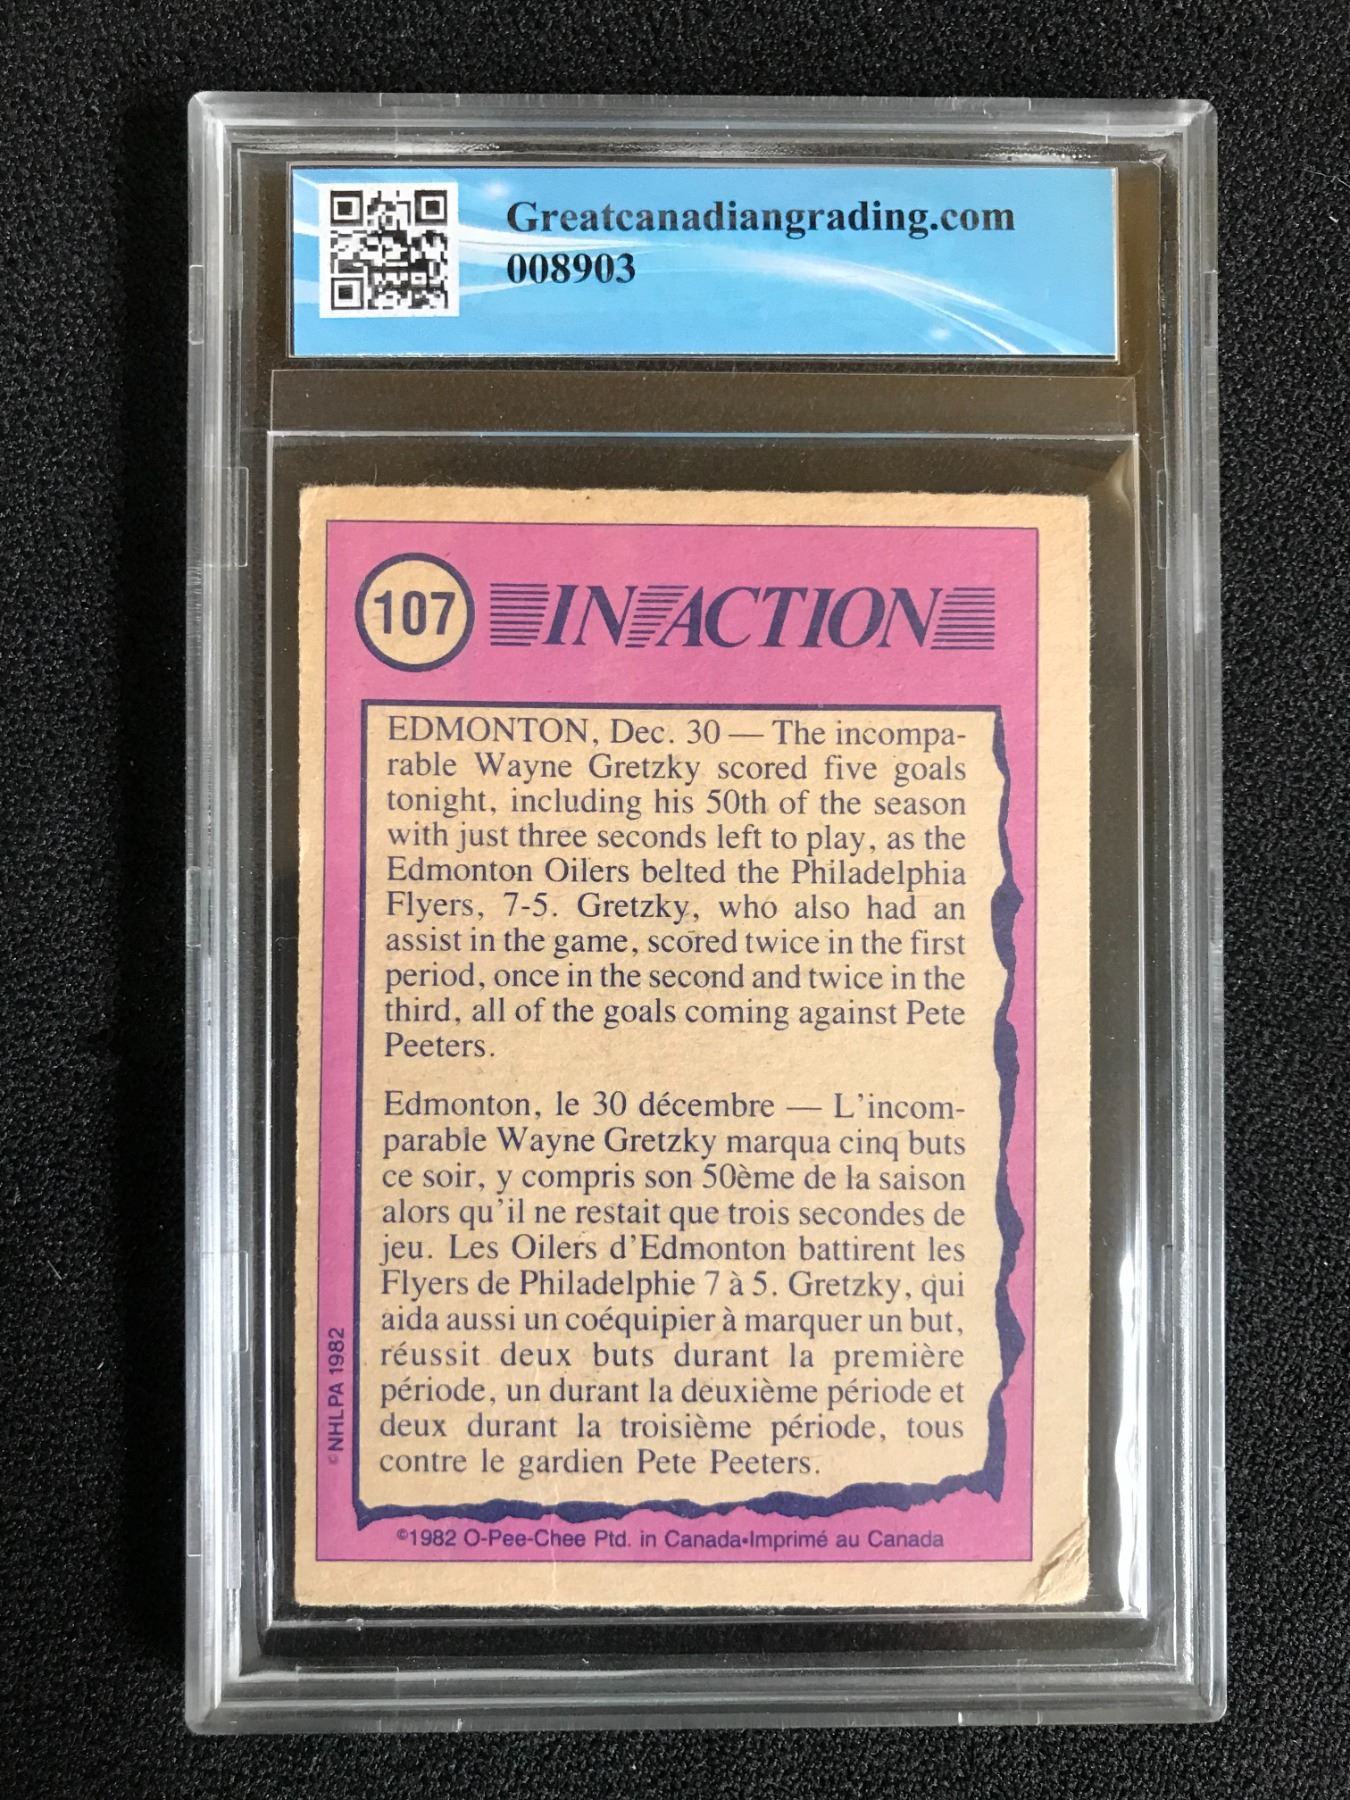 Greatcanadiangrading.com
008903
107 IN ACTION
EDMONTON, Dec. 30 — The incompa-
rable Wayne Gretzky scored five goals
tonight, including his 50th of the season
with just three seconds left to play, as the
Edmonton Oilers belted the Philadelphia
Flyers, 7-5. Gretzky, who also had an
assist in the game, scored twice in the first
period, once in the second and twice in the
third, all of the goals coming against Pete
Peeters.
Edmonton, le 30 décembre — L'incom-
parable Wayne Gretzky marqua cinq buts
ce soir, y compris son 50ème de la saison
alors qu'il ne restait que trois secondes de
jeu. Les Oilers d'Edmonton battirent les
Flyers de Philadelphie 7 à 5. Gretzky, qui
aida aussi un coéquipier à marquer un but,
réussit deux buts durant la première
période, un durant la deuxième période et
deux durant la troisième période, tous
contre le gardien Pete Peeters.
©NHLPA 1982
©1982 O-Pee-Chee Ptd. in Canada•Imprimé au Canada